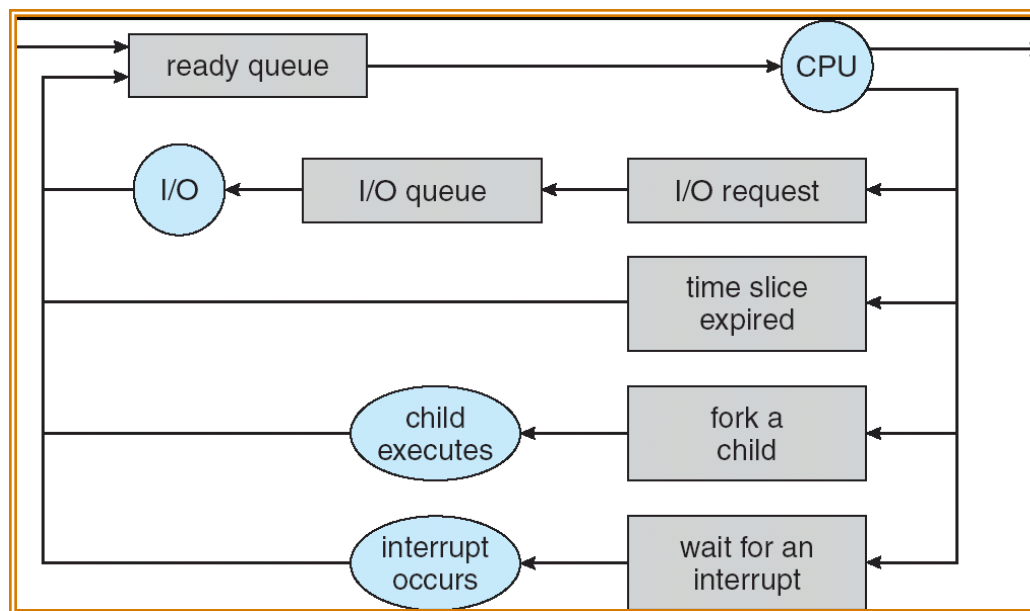 ready queue
CPU
I/O
I/O queue
I/O request
time slice
expired
child
executes
fork a
child
interrupt
occurs
wait for an
interrupt